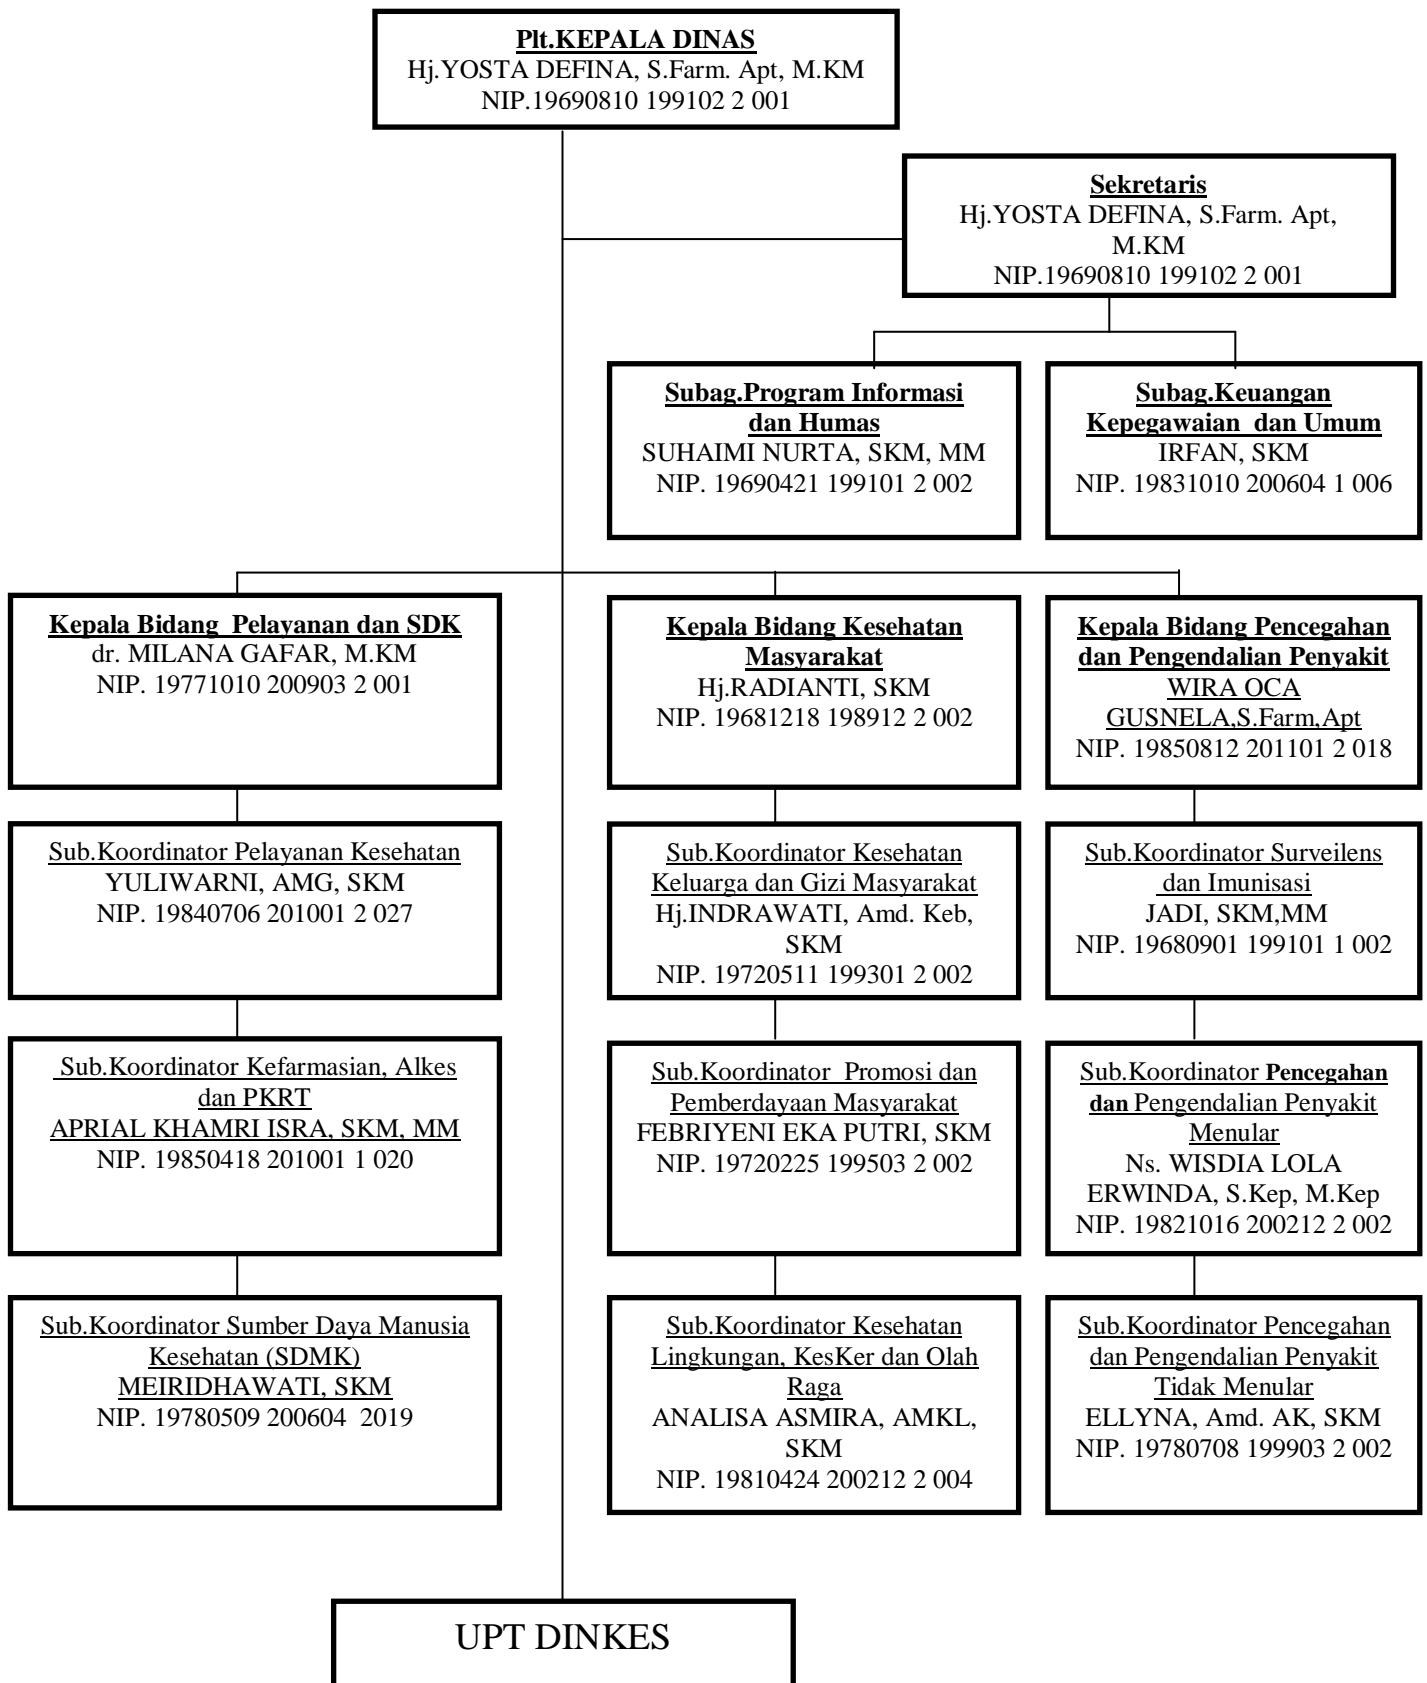 Plt.KEPALA DINAS
Hj.YOSTA DEFINA, S.Farm. Apt, M.KM
NIP.19690810 199102 2 001
Sekretaris
Hj.YOSTA DEFINA, S.Farm. Apt,
M.KM
NIP.19690810 199102 2 001
Subag.Program Informasi
dan Humas
SUHAIMI NURTA, SKM, MM
NIP. 19690421 199101 2 002
Subag.Keuangan
Kepegawaian  dan Umum
IRFAN, SKM
NIP. 19831010 200604 1 006
Kepala Bidang  Pelayanan dan SDK
dr. MILANA GAFAR, M.KM
NIP. 19771010 200903 2 001
Kepala Bidang Kesehatan
Masyarakat
Hj.RADIANTI, SKM
NIP. 19681218 198912 2 002
Kepala Bidang Pencegahan
dan Pengendalian Penyakit
WIRA OCA
GUSNELA,S.Farm,Apt
NIP. 19850812 201101 2 018
Sub.Koordinator Pelayanan Kesehatan
YULIWARNI, AMG, SKM
NIP. 19840706 201001 2 027
Sub.Koordinator Kesehatan
Keluarga dan Gizi Masyarakat
Hj.INDRAWATI, Amd. Keb,
SKM
NIP. 19720511 199301 2 002
Sub.Koordinator Surveilens
dan Imunisasi
JADI, SKM,MM
NIP. 19680901 199101 1 002
Sub.Koordinator Kefarmasian, Alkes
dan PKRT
APRIAL KHAMRI ISRA, SKM, MM
NIP. 19850418 201001 1 020
Sub.Koordinator  Promosi dan
Pemberdayaan Masyarakat
FEBRIYENI EKA PUTRI, SKM
NIP. 19720225 199503 2 002
Sub.Koordinator Pencegahan
dan Pengendalian Penyakit
Menular
Ns. WISDIA LOLA
ERWINDA, S.Kep, M.Kep
NIP. 19821016 200212 2 002
Sub.Koordinator Sumber Daya Manusia
Kesehatan (SDMK)
MEIRIDHAWATI, SKM
NIP. 19780509 200604  2019
Sub.Koordinator Kesehatan
Lingkungan, KesKer dan Olah
Raga
ANALISA ASMIRA, AMKL,
SKM
NIP. 19810424 200212 2 004
Sub.Koordinator Pencegahan
dan Pengendalian Penyakit
Tidak Menular
ELLYNA, Amd. AK, SKM
NIP. 19780708 199903 2 002
UPT DINKES